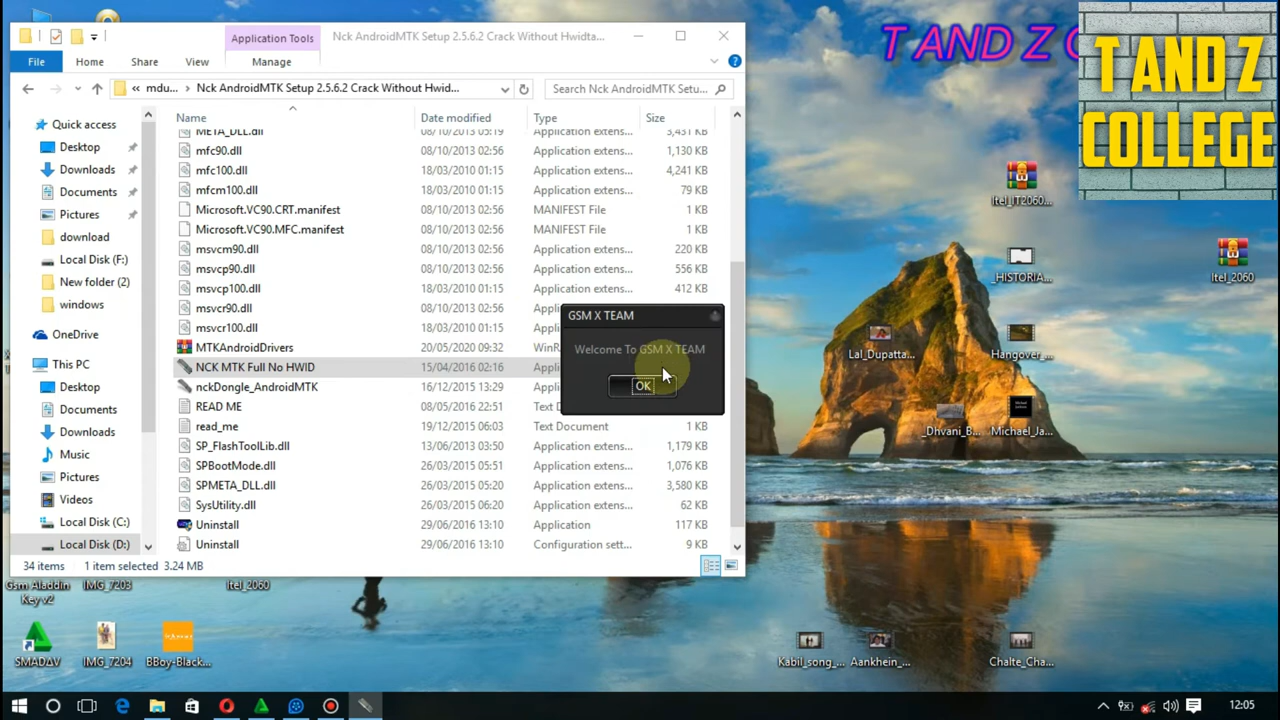 T AND Z
T AND Z
COLLEGE
Application Tools
Nck AndroidMTK Setup 2.5.6.2 Crack Without Hwidta...
File
Home
Share
View
Manage
« mdu... › Nck AndroidMTK Setup 2.5.6.2 Crack Without Hwid...
Search Nck AndroidMTK Setu...
Name
Date modified
Type
Size
Quick access
Desktop
Downloads
Documents
Pictures
download
Local Disk (F:)
New folder (2)
windows
OneDrive
This PC
Desktop
Documents
Downloads
Music
Pictures
Videos
Local Disk (C:)
Local Disk (D:)
META_DLL.dll 08/10/2013 05:19 Application extens... 3,431 KB
mfc90.dll 08/10/2013 02:56 Application extens... 1,130 KB
mfc100.dll 18/03/2010 01:15 Application extens... 4,241 KB
mfcm100.dll 18/03/2010 01:15 Application extens... 79 KB
Microsoft.VC90.CRT.manifest 08/10/2013 02:56 MANIFEST File 1 KB
Microsoft.VC90.MFC.manifest 08/10/2013 02:56 MANIFEST File 1 KB
msvcm90.dll 08/10/2013 02:56 Application extens... 220 KB
msvcp90.dll 08/10/2013 02:56 Application extens... 556 KB
msvcp100.dll 18/03/2010 01:15 Application extens... 412 KB
msvcr90.dll 08/10/2013 02:56 Applicatio
msvcr100.dll 18/03/2010 01:15 Applicatio
MTKAndroidDrivers 20/05/2020 09:32 WinR
NCK MTK Full No HWID 15/04/2016 02:16 Applic
nckDongle_AndroidMTK 16/12/2015 13:29 Applic
READ ME 08/05/2016 22:51 Text D
read_me 19/12/2015 06:03 Text Document 1 KB
SP_FlashToolLib.dll 13/06/2013 03:50 Application extens... 1,179 KB
SPBootMode.dll 26/03/2015 05:51 Application extens... 1,076 KB
SPMETA_DLL.dll 26/03/2015 05:20 Application extens... 3,580 KB
SysUtility.dll 26/03/2015 06:20 Application extens... 62 KB
Uninstall 29/06/2016 13:10 Application 117 KB
Uninstall 29/06/2016 13:10 Configuration sett... 9 KB
34 items 1 item selected 3.24 MB
GSM X TEAM
Welcome To GSM X TEAM
OK
Itel_IT2060...
_HISTORIA...
Itel_2060
Lal_Dupatta...
Hangover_...
_Dhvani_B...
Michael_Ja...
Gsm Aladdin
Key v2
IMG_7203
Itel_2060
SMADΔV
IMG_7204
BBoy-Black...
Kabil_song_...
Aankhein_...
Chalte_Cha...
12:05